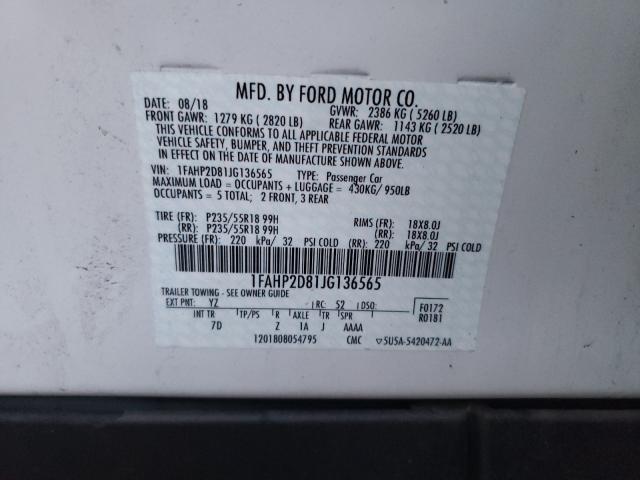 MFD. BY FORD MOTOR CO.
DATE: 08/18 GVWR: 2386 KG ( 5260 LB)
FRONT GAWR: 1279 KG ( 2820 LB) REAR GAWR: 1143 KG ( 2520 LB)
THIS VEHICLE CONFORMS TO ALL APPLICABLE FEDERAL MOTOR
VEHICLE SAFETY, BUMPER, AND THEFT PREVENTION STANDARDS
IN EFFECT ON THE DATE OF MANUFACTURE SHOWN ABOVE.
VIN: 1FAHP2D81JG136565 TYPE: Passenger Car
MAXIMUM LOAD = OCCUPANTS + LUGGAGE = 430KG/ 950LB
OCCUPANTS = 5 TOTAL; 2 FRONT, 3 REAR
TIRE (FR): P235/55R18 99H RIMS (FR): 18X8.0J
(RR): P235/55R18 99H (RR): 18X8.0J
PRESSURE (FR): 220 kPa/ 32 PSI COLD (RR): 220 kPa/ 32 PSI COLD
1FAHP2D81JG136565
TRAILER TOWING - SEE OWNER GUIDE
EXT PNT: YZ RC: 52 DSO: F0172
INT TR TP/PS R AXLE TR SPR R0181
7D Z 1A J AAAA
1201808054795 CMC ▽5U5A-5420472-AA